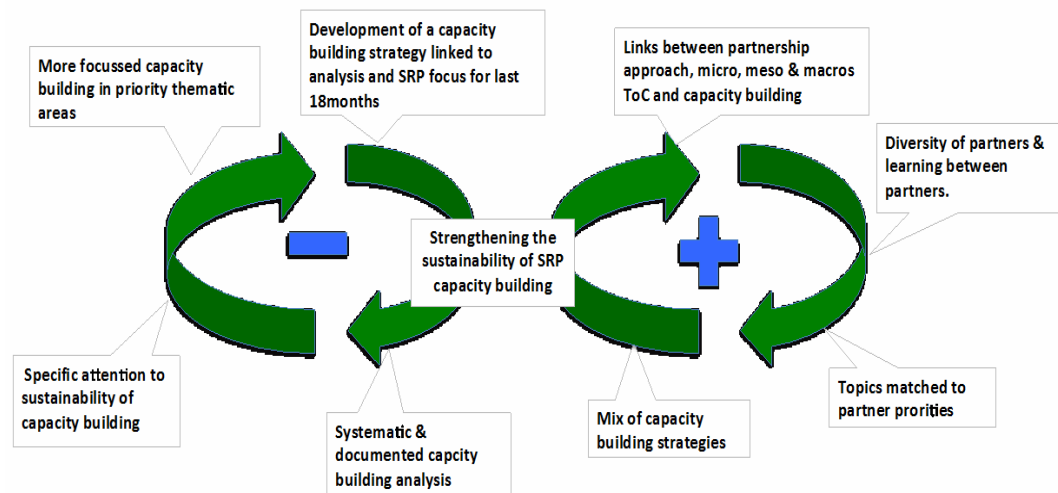 More focussed capacity
building in priority thematic
areas
Development of a capacity
building strategy linked to
analysis and SRP focus for last
18months
Links between partnership
approach, micro, meso & macros
ToC and capacity building
Diversity of partners &
learning between
partners.
Strengthening the
sustainability of SRP
capacity building
Specific attention to
sustainability of
capacity building
Systematic &
documented capcity
building analysis
Mix of capacity
building strategies
Topics matched to
partner prorities